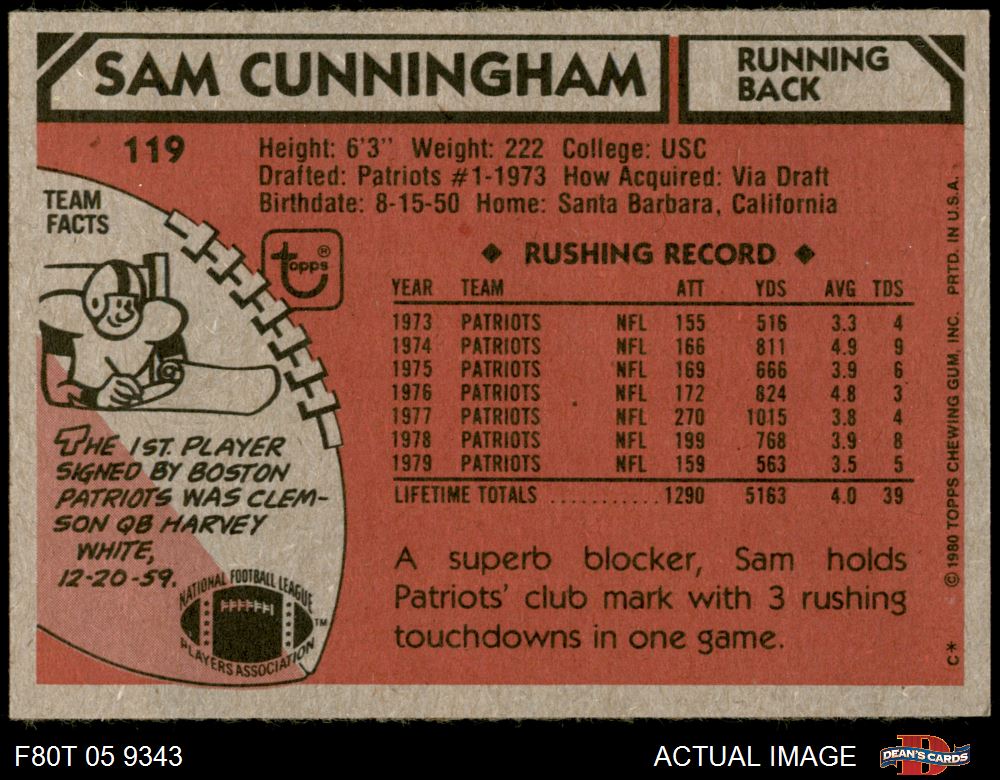 SAM CUNNINGHAM
RUNNING
BACK
119
Height: 6'3" Weight: 222 College: USC
Drafted: Patriots #1-1973 How Acquired: Via Draft
Birthdate: 8-15-50 Home: Santa Barbara, California
TEAM
FACTS
topps ®
◆ RUSHING RECORD ◆
YEAR TEAM ATT YDS AVG TDS
1973 PATRIOTS NFL 155 516 3.3 4
1974 PATRIOTS NFL 166 811 4.9 9
1975 PATRIOTS NFL 169 666 3.9 6
1976 PATRIOTS NFL 172 824 4.8 3
1977 PATRIOTS NFL 270 1015 3.8 4
1978 PATRIOTS NFL 199 768 3.9 8
1979 PATRIOTS NFL 159 563 3.5 5
LIFETIME TOTALS ........... 1290 5163 4.0 39
THE 1ST. PLAYER
SIGNED BY BOSTON
PATRIOTS WAS CLEM-
SON QB HARVEY
WHITE,
12-20-59.
NATIONAL FOOTBALL LEAGUE
PLAYERS ASSOCIATION
TM
A superb blocker, Sam holds
Patriots' club mark with 3 rushing
touchdowns in one game.
C* © 1980 TOPPS CHEWING GUM, INC. PRTD. IN U.S.A.
F80T 05 9343
ACTUAL IMAGE
DEAN'S CARDS